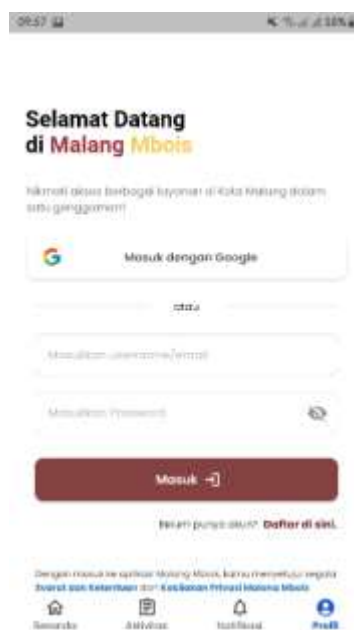 09:57
Selamat Datang
di Malang Mbois
Nikmati akses berbagai layanan di Kota Malang dalam
satu genggaman!
Masuk dengan Google
atau
Masukkan username/email
Masukkan Password
Masuk
Belum punya akun? Daftar di sini.
Dengan masuk ke aplikasi Malang Mbois, kamu menyetujui segala
Syarat dan Ketentuan dan Kebijakan Privasi Malang Mbois
Beranda Aktivitas Notifikasi Profil